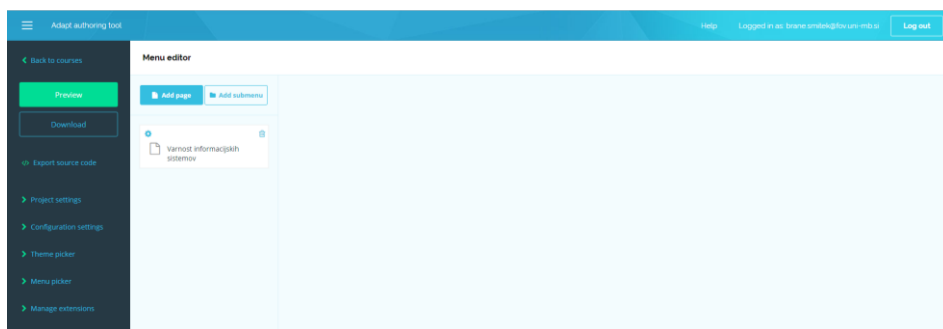 Adapt authoring tool
Help
Logged in as: brane.smitek@fov.uni-mb.si
Log out
Back to courses
Menu editor
Preview
Add page
Add submenu
Download
Varnost informacijskih
sistemov
Export source code
Project settings
Configuration settings
Theme picker
Menu picker
Manage extensions